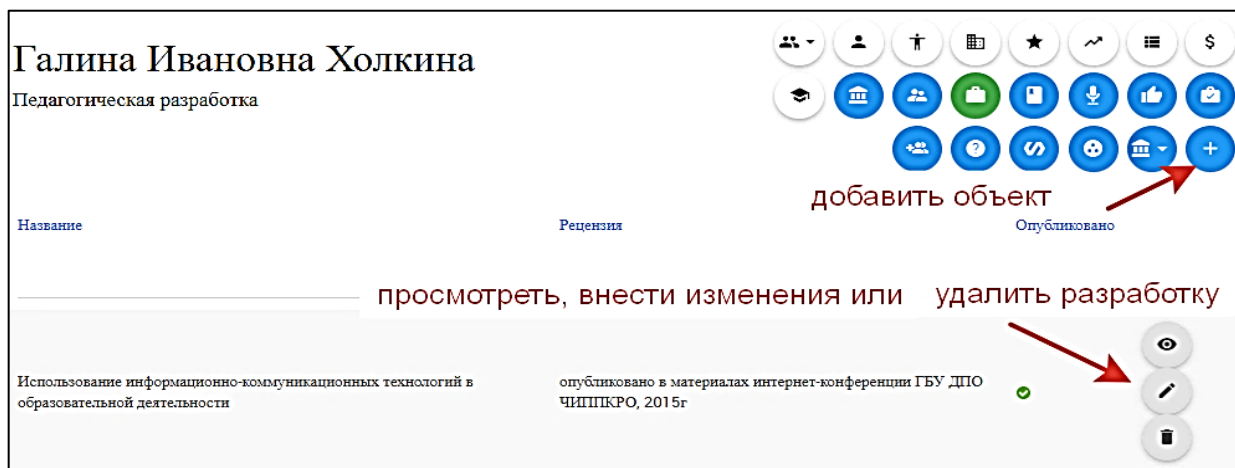 Галина Ивановна Холкина
Педагогическая разработка
добавить объект
Название Рецензия Опубликовано
просмотреть, внести изменения или удалить разработку
Использование информационно-коммуникационных технологий в
образовательной деятельности
опубликовано в материалах интернет-конференции ГБУ ДПО
ЧИППКРО, 2015г